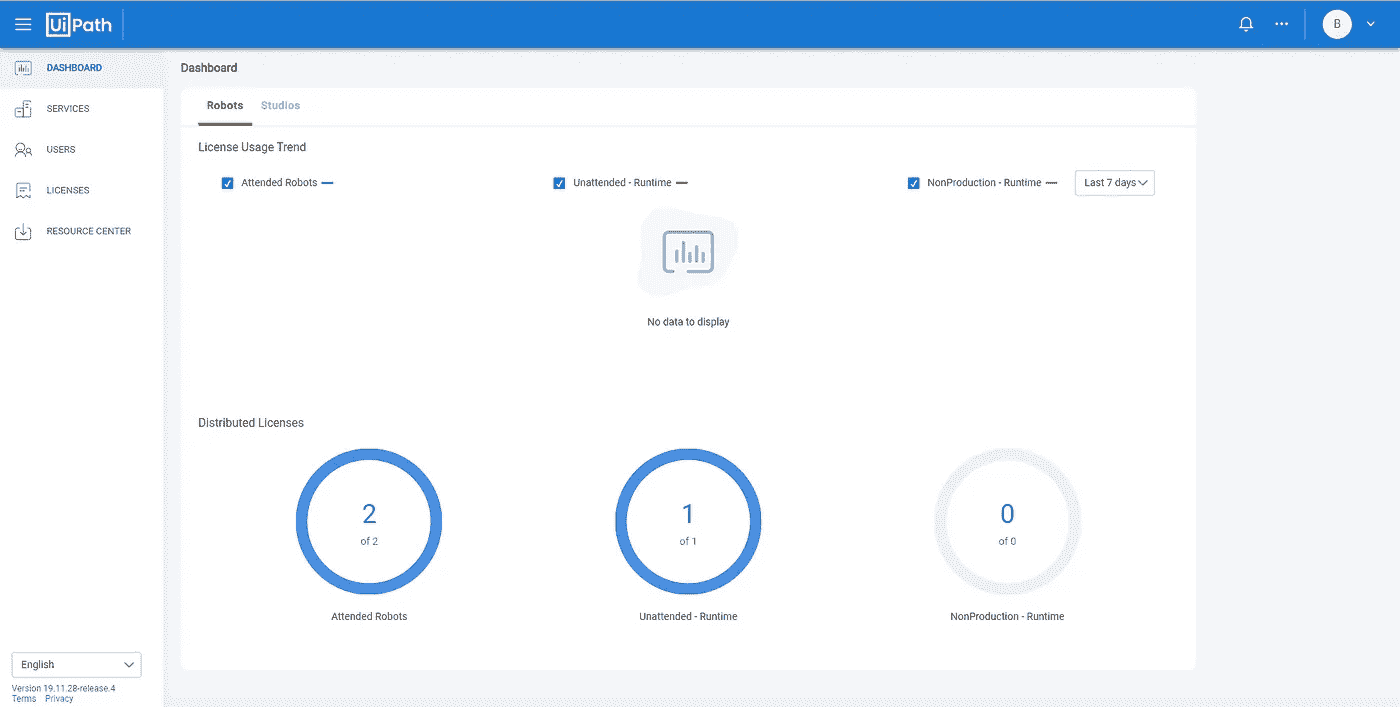 UiPath
B
DASHBOARD
SERVICES
USERS
LICENSES
RESOURCE CENTER
Dashboard
Robots Studios
License Usage Trend
Attended Robots Unattended - Runtime NonProduction - Runtime Last 7 days
No data to display
Distributed Licenses
2 1 0
of 2 of 1 of 0
Attended Robots Unattended - Runtime NonProduction - Runtime
English
Version 19.11.28-release.4
Terms Privacy